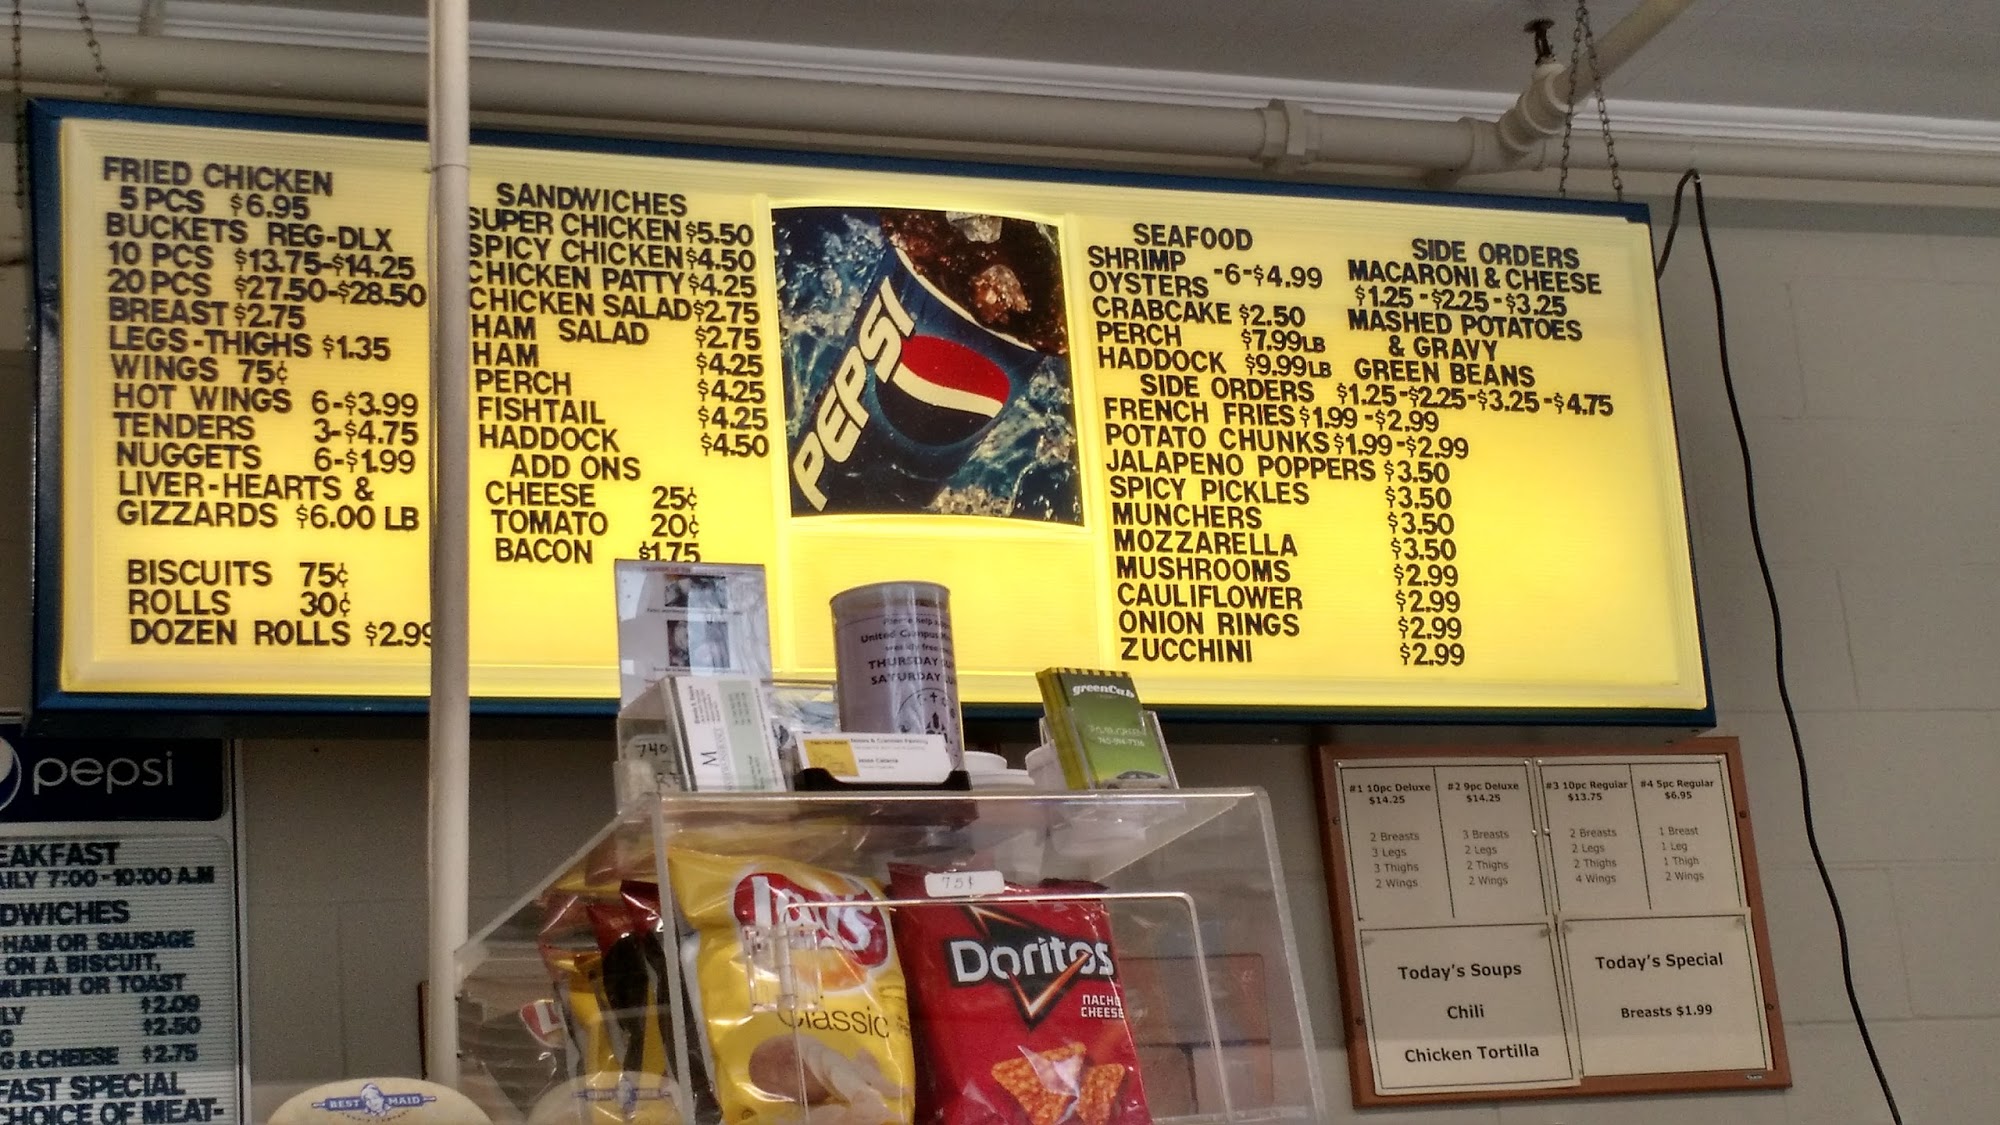 FRIED CHICKEN
5 PCS $6.95
BUCKETS REG-DLX
10 PCS $13.75-$14.25
20 PCS $27.50-$28.50
BREAST $2.75
LEGS-THIGHS $1.35
WINGS 75¢
HOT WINGS 6-$3.99
TENDERS 3-$4.75
NUGGETS 6-$1.99
LIVER-HEARTS &
GIZZARDS $6.00 LB
BISCUITS 75¢
ROLLS 30¢
DOZEN ROLLS $2.99
SANDWICHES
SUPER CHICKEN $5.50
SPICY CHICKEN $4.50
CHICKEN PATTY $4.25
CHICKEN SALAD $2.75
HAM SALAD $2.75
HAM $4.25
PERCH $4.25
FISHTAIL $4.25
HADDOCK $4.50
ADD ONS
CHEESE 25¢
TOMATO 20¢
BACON $1.75
PEPSI
SEAFOOD
SHRIMP
OYSTERS -6-$4.99
CRABCAKE $2.50
PERCH $7.99LB
HADDOCK $9.99LB
SIDE ORDERS
MACARONI & CHEESE
$1.25-$2.25-$3.25
MASHED POTATOES
& GRAVY
GREEN BEANS
SIDE ORDERS $1.25-$2.25-$3.25-$4.75
FRENCH FRIES $1.99-$2.99
POTATO CHUNKS $1.99-$2.99
JALAPENO POPPERS $3.50
SPICY PICKLES $3.50
MUNCHERS $3.50
MOZZARELLA $3.50
MUSHROOMS $2.99
CAULIFLOWER $2.99
ONION RINGS $2.99
ZUCCHINI $2.99
pepsi
EAKFAST
AILY 7:00-10:00 A.M
DWICHES
HAM OR SAUSAGE
ON A BISCUIT,
MUFFIN OR TOAST
LY $2.09
G $2.50
G & CHEESE $2.75
FAST SPECIAL
CHOICE OF MEAT-
BEST MAID
Please help
United Campus
THURSDAY
SATURDAY
740
M
greenCab
75¢
Lay's
Classic
Doritos
NACHO
CHEESE
#1 10pc Deluxe
$14.25
2 Breasts
3 Legs
3 Thighs
2 Wings
#2 9pc Deluxe
$14.25
3 Breasts
2 Legs
2 Thighs
2 Wings
#3 10pc Regular
$13.75
2 Breasts
2 Legs
2 Thighs
4 Wings
#4 5pc Regular
$6.95
1 Breast
1 Leg
1 Thigh
2 Wings
Today's Soups
Chili
Chicken Tortilla
Today's Special
Breasts $1.99